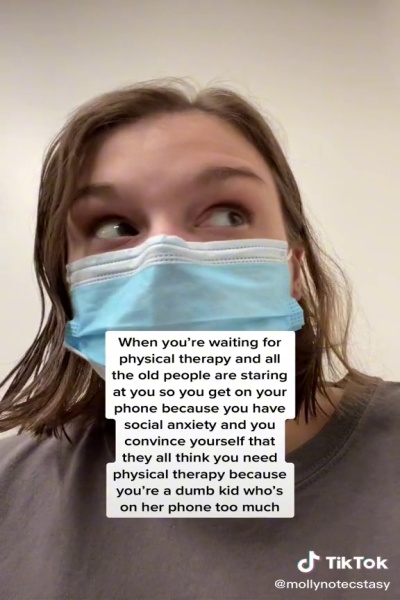 When you're waiting for
physical therapy and all
the old people are staring
at you so you get on your
phone because you have
social anxiety and you
convince yourself that
they all think you need
physical therapy because
you're a dumb kid who's
on her phone too much
TikTok
@mollynotecstasy